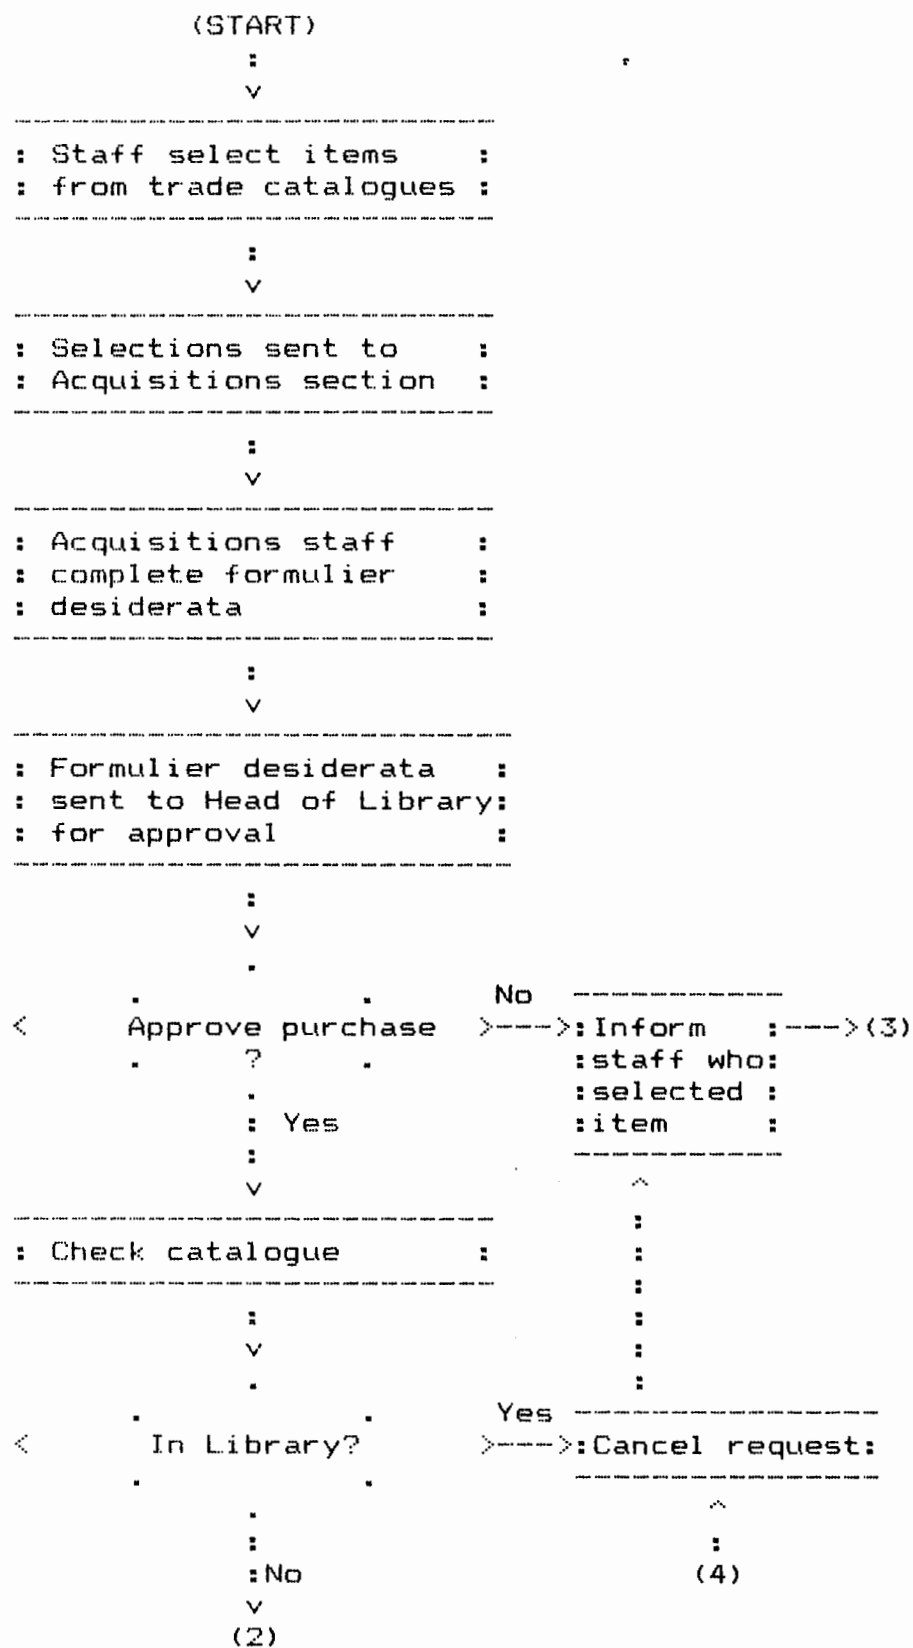 (START)
Staff select items
from trade catalogues
Selections sent to
Acquisitions section
Acquisitions staff
complete formulier
desiderata
Formulier desiderata
sent to Head of Library
for approval
No
Approve purchase
?
Inform
staff who
selected
item
(3)
Yes
Check catalogue
In Library?
Yes
Cancel request
(4)
No
(2)